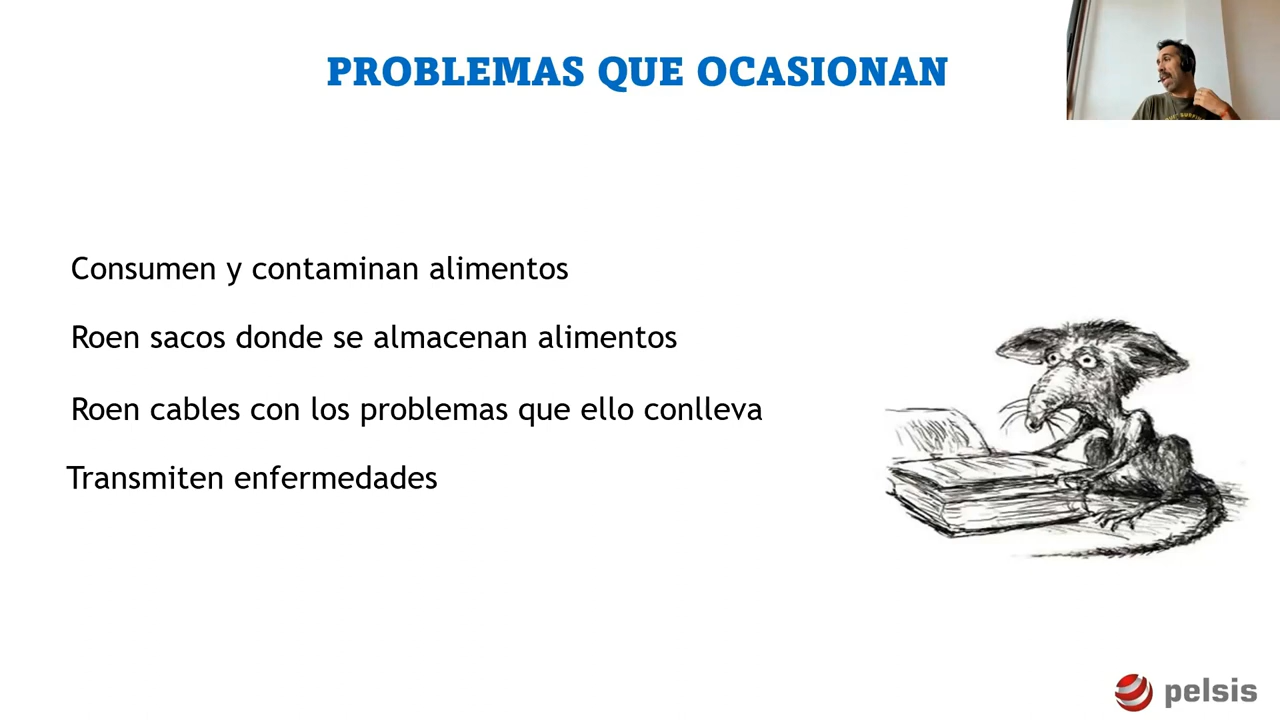 PROBLEMAS QUE OCASIONAN
Consumen y contaminan alimentos
Roen sacos donde se almacenan alimentos
Roen cables con los problemas que ello conlleva
Transmiten enfermedades
pelsis